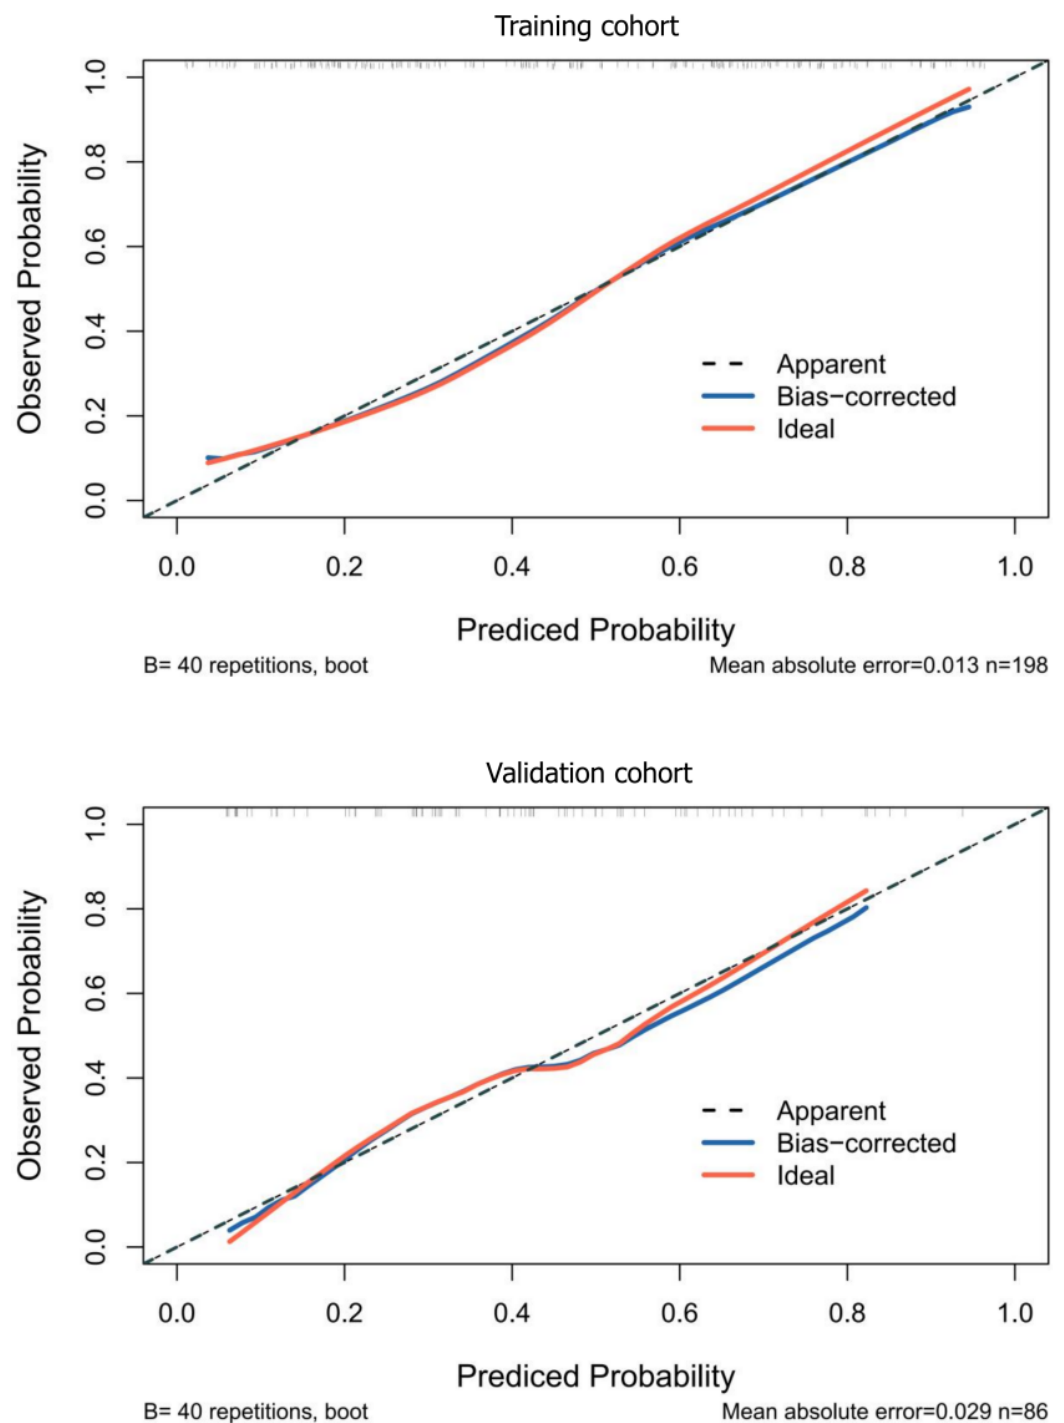 Training cohort
1.0
0.8
0.6
0.4
0.2
0.0
Observed Probability
Apparent
Bias−corrected
Ideal
0.0 0.2 0.4 0.6 0.8 1.0
Prediced Probability
B= 40 repetitions, boot Mean absolute error=0.013 n=198
Validation cohort
1.0
0.8
0.6
0.4
0.2
0.0
Observed Probability
Apparent
Bias−corrected
Ideal
0.0 0.2 0.4 0.6 0.8 1.0
Prediced Probability
B= 40 repetitions, boot Mean absolute error=0.029 n=86